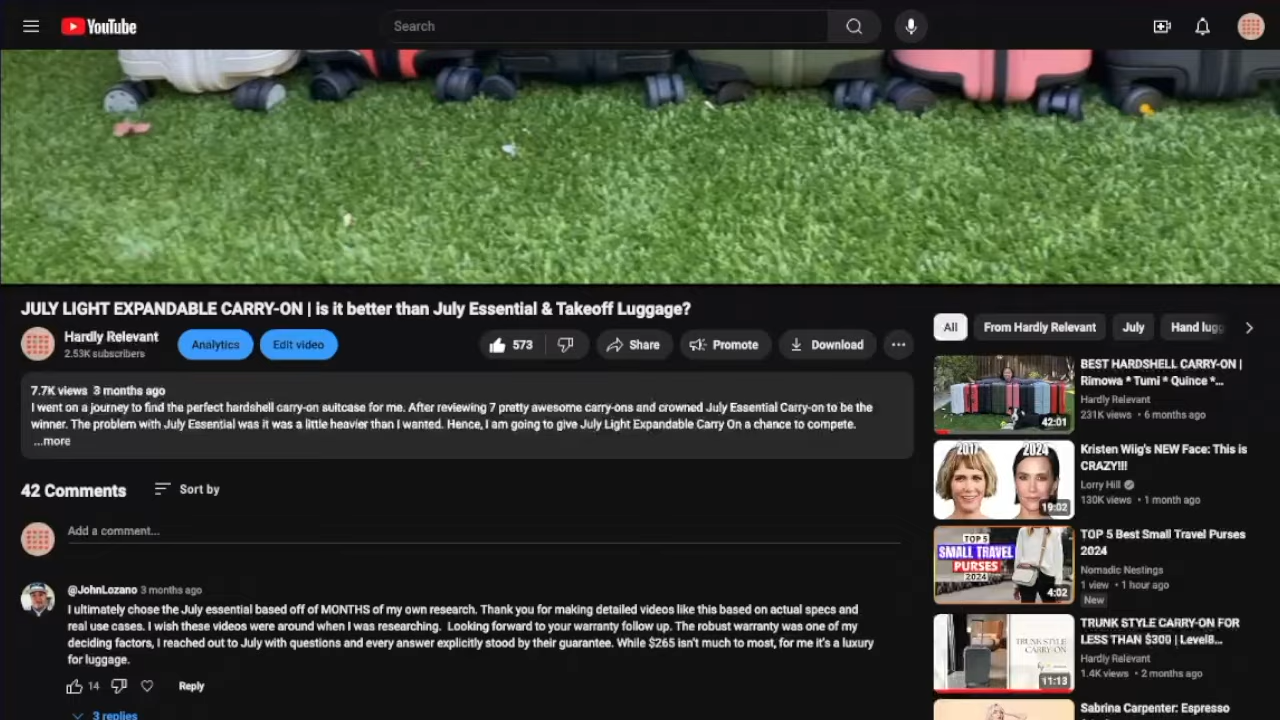 YouTube
Search
JULY LIGHT EXPANDABLE CARRY-ON | is it better than July Essential & Takeoff Luggage?
Hardly Relevant
2.53K subscribers
Analytics
Edit video
573
Share
Promote
Download
7.7K views 3 months ago
I went on a journey to find the perfect hardshell carry-on suitcase for me. After reviewing 7 pretty awesome carry-ons and crowned July Essential Carry-on to be the
winner. The problem with July Essential was it was a little heavier than I wanted. Hence, I am going to give July Light Expandable Carry On a chance to compete.
...more
42 Comments
Sort by
Add a comment...
@JohnLozano 3 months ago
I ultimately chose the July essential based off of MONTHS of my own research. Thank you for making detailed videos like this based on actual specs and
real use cases. I wish these videos were around when I was researching. Looking forward to your warranty follow up. The robust warranty was one of my
deciding factors, I reached out to July with questions and every answer explicitly stood by their guarantee. While $265 isn't much to most, for me it's a luxury
for luggage.
14
Reply
3 replies
All
From Hardly Relevant
July
Hand lugg
42:01
BEST HARDSHELL CARRY-ON |
Rimowa * Tumi * Quince *...
Hardly Relevant
231K views • 6 months ago
2017
2024
19:02
Kristen Wiig's NEW Face: This is
CRAZY!!!
Lorry Hill
130K views • 1 month ago
TOP 5
SMALL TRAVEL
PURSES
2024
4:02
TOP 5 Best Small Travel Purses
2024
Nomadic Nestings
1 view • 1 hour ago
New
TRUNK STYLE
CARRY-ON
11:13
TRUNK STYLE CARRY-ON FOR
LESS THAN $300 | Level8...
Hardly Relevant
1.4K views • 2 months ago
Sabrina Carpenter: Espresso